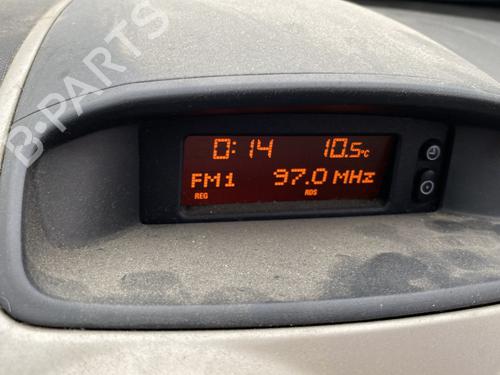 B-PARTS
0:14 10.5°C
FM1 97.0 MHz
REG RDS